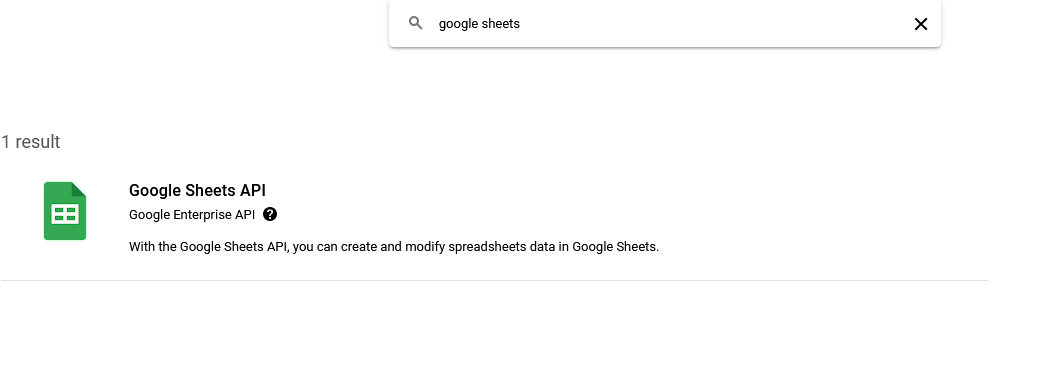 google sheets
1 result
Google Sheets API
Google Enterprise API
With the Google Sheets API, you can create and modify spreadsheets data in Google Sheets.